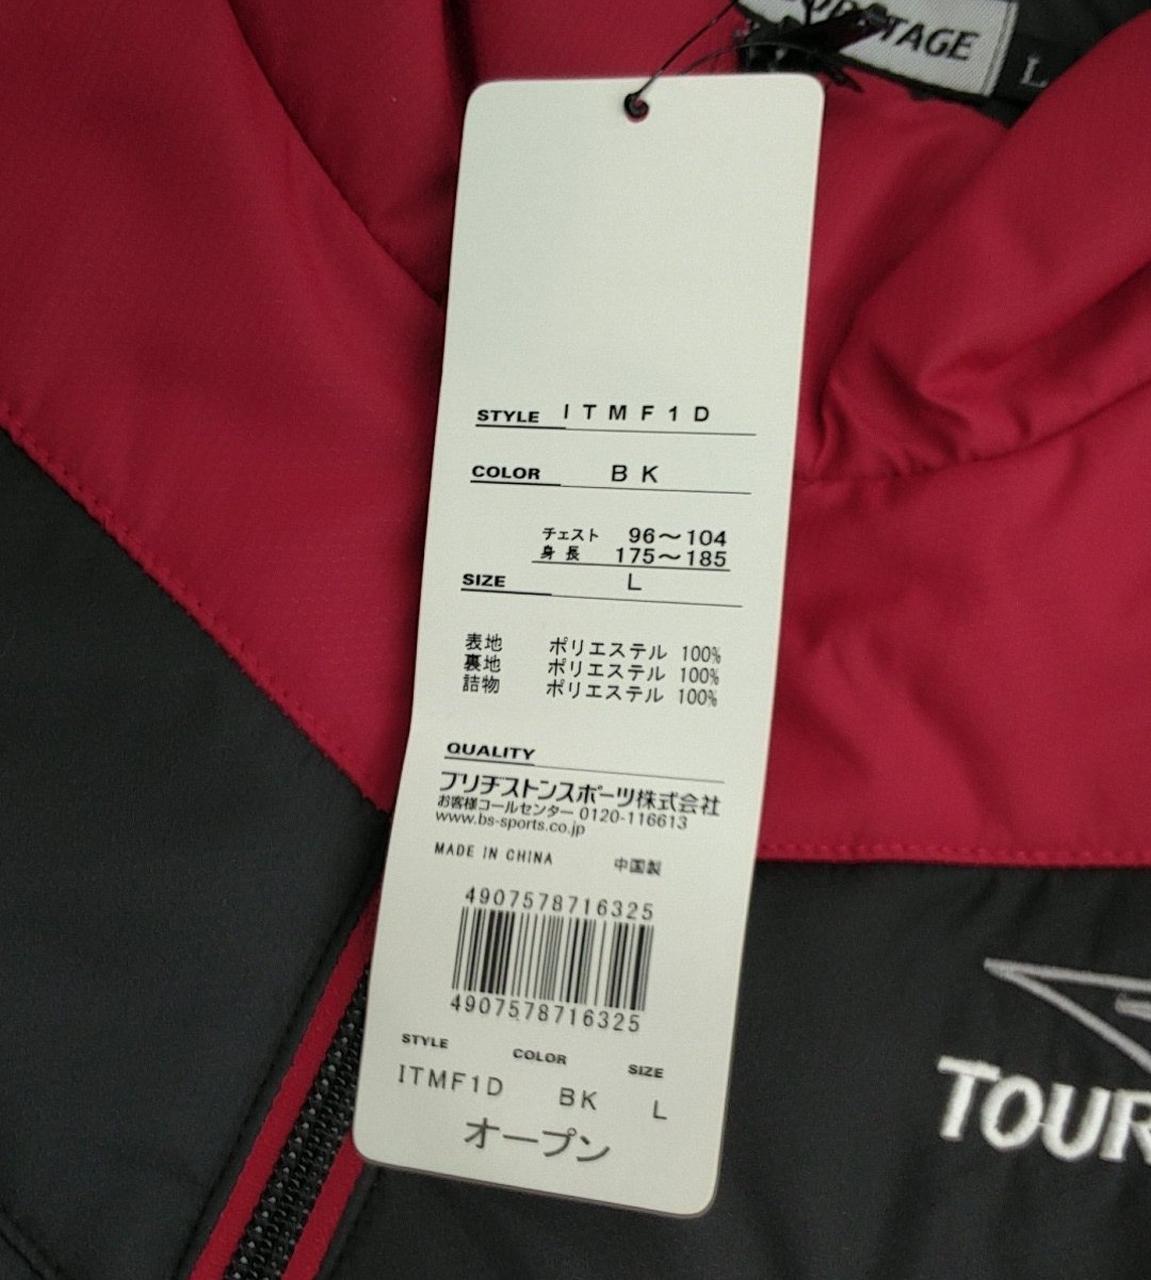 TAGE
L
STYLE ITMF1D
COLOR BK
チェスト 96～104
身長 175～185
SIZE L
表地 ポリエステル 100%
裏地 ポリエステル 100%
詰物 ポリエステル 100%
QUALITY
ブリヂストンスポーツ株式会社
お客様コールセンター 0120-116613
www.bs-sports.co.jp
MADE IN CHINA 中国製
4907578716325
4907578716325
STYLE COLOR SIZE
ITMF1D BK L
オープン
TOUR